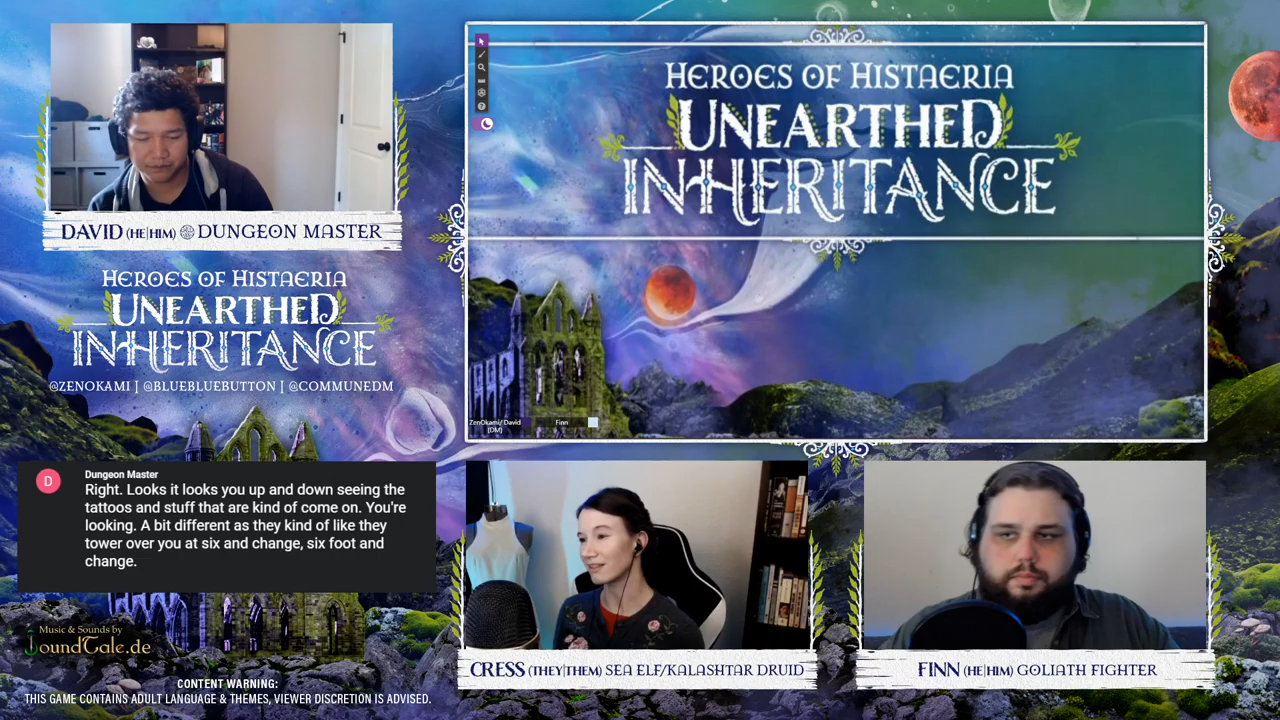 DAVID (HE|HIM) DUNGEON MASTER
HEROES OF HISTAERIA
UNEARTHED
INHERITANCE
@ZENOKAMI | @BLUEBLUEBUTTON | @COMMUNEDM
HEROES OF HISTAERIA
UNEARTHED
INHERITANCE
ZenOkami/ David
(DM)
Finn
D
Dungeon Master
Right. Looks it looks you up and down seeing the
tattoos and stuff that are kind of come on. You're
looking. A bit different as they kind of like they
tower over you at six and change, six foot and
change.
Music & Sounds by
SoundTale.de
CONTENT WARNING:
THIS GAME CONTAINS ADULT LANGUAGE & THEMES, VIEWER DISCRETION IS ADVISED.
CRESS (THEY|THEM) SEA ELF/KALASHTAR DRUID
FINN (HE|HIM) GOLIATH FIGHTER